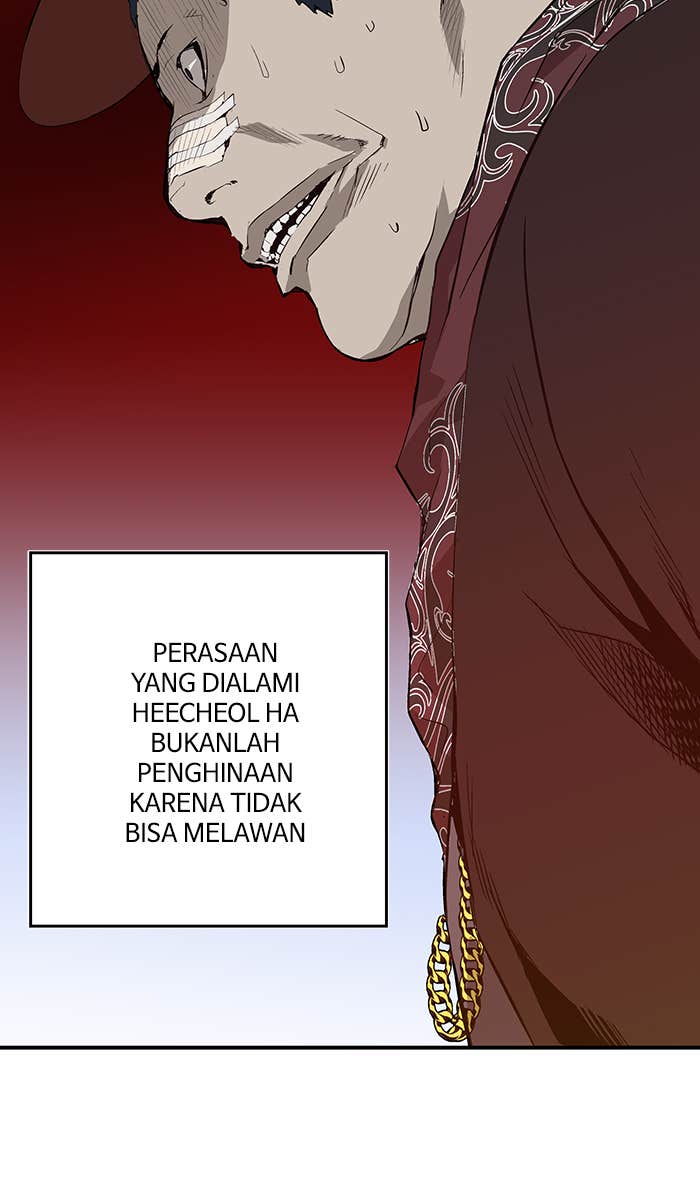 PERASAAN
YANG DIALAMI
HEECHEOL HA
BUKANLAH
PENGHINAAN
KARENA TIDAK
BISA MELAWAN